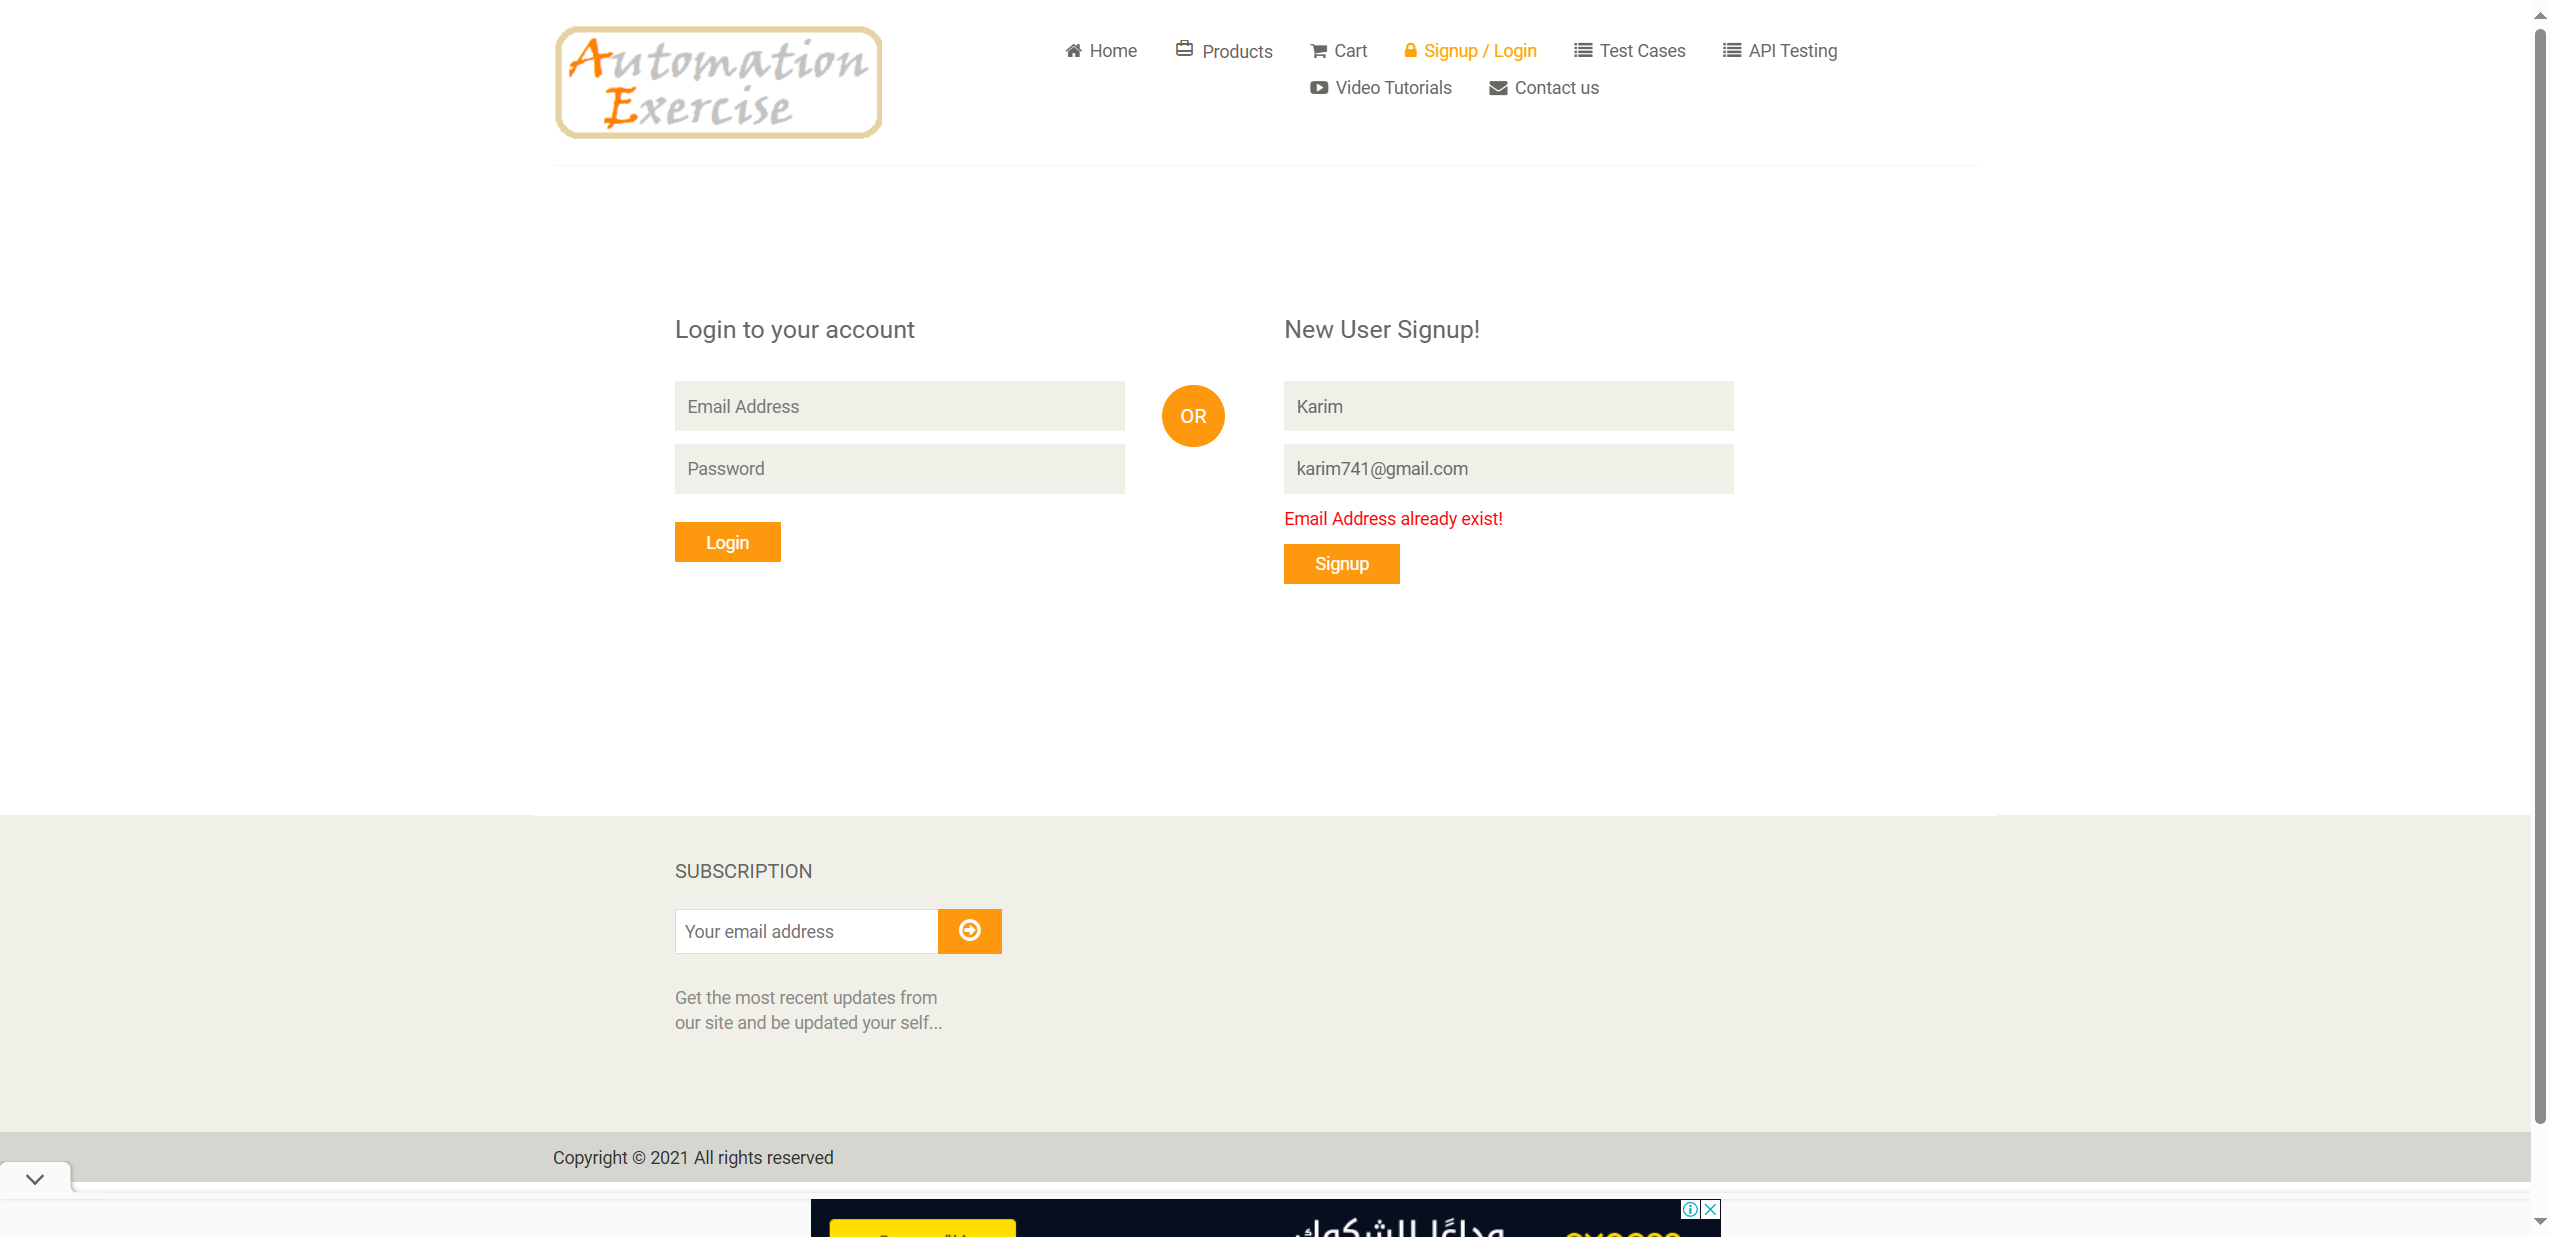 Automation
Exercise
Home
Products
Cart
Signup / Login
Test Cases
API Testing
Video Tutorials
Contact us
Login to your account
Email Address
Password
Login
OR
New User Signup!
Karim
karim741@gmail.com
Email Address already exist!
Signup
SUBSCRIPTION
Your email address
Get the most recent updates from
our site and be updated your self...
Copyright © 2021 All rights reserved
وداعًا للشكوك